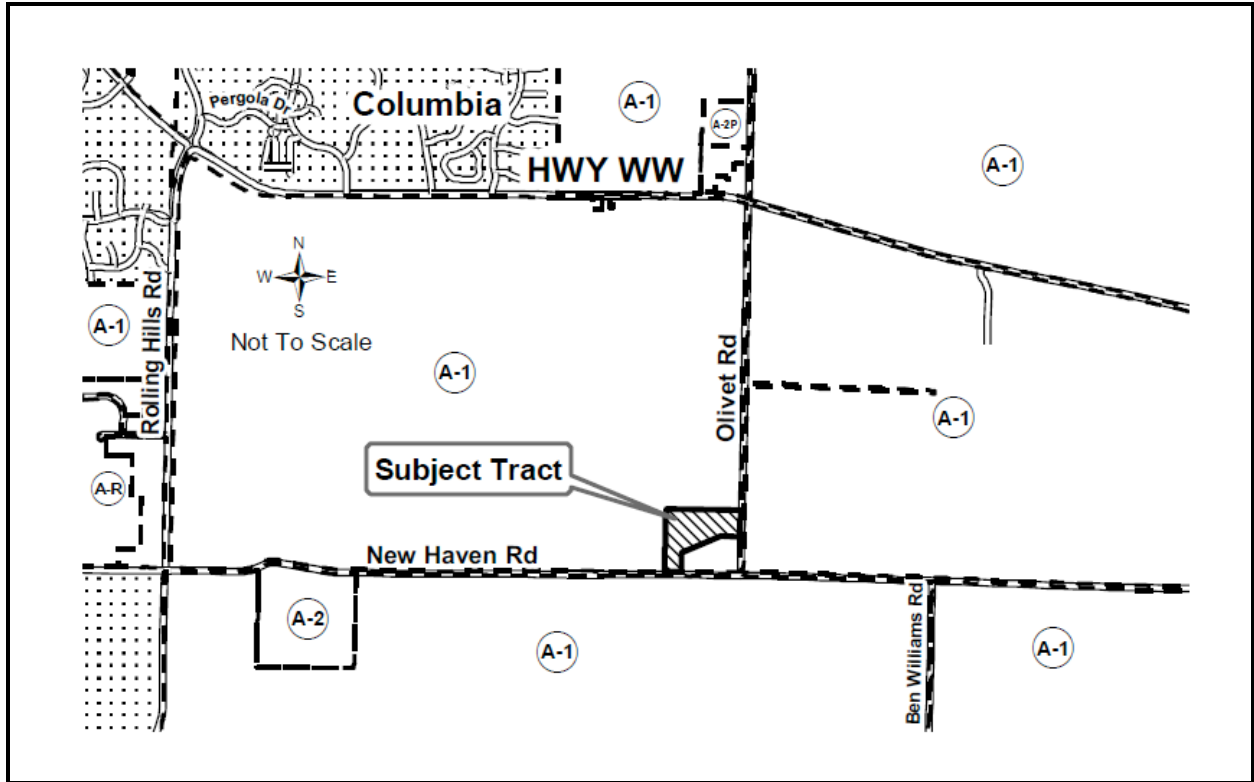 Pergola Dr
Columbia
A-1
A-2P
HWY WW
A-1
N
W E
S
Not To Scale
A-1
Rolling Hills Rd
A-1
Olivet Rd
A-1
Subject Tract
A-R
New Haven Rd
A-2
A-1
Ben Williams Rd
A-1